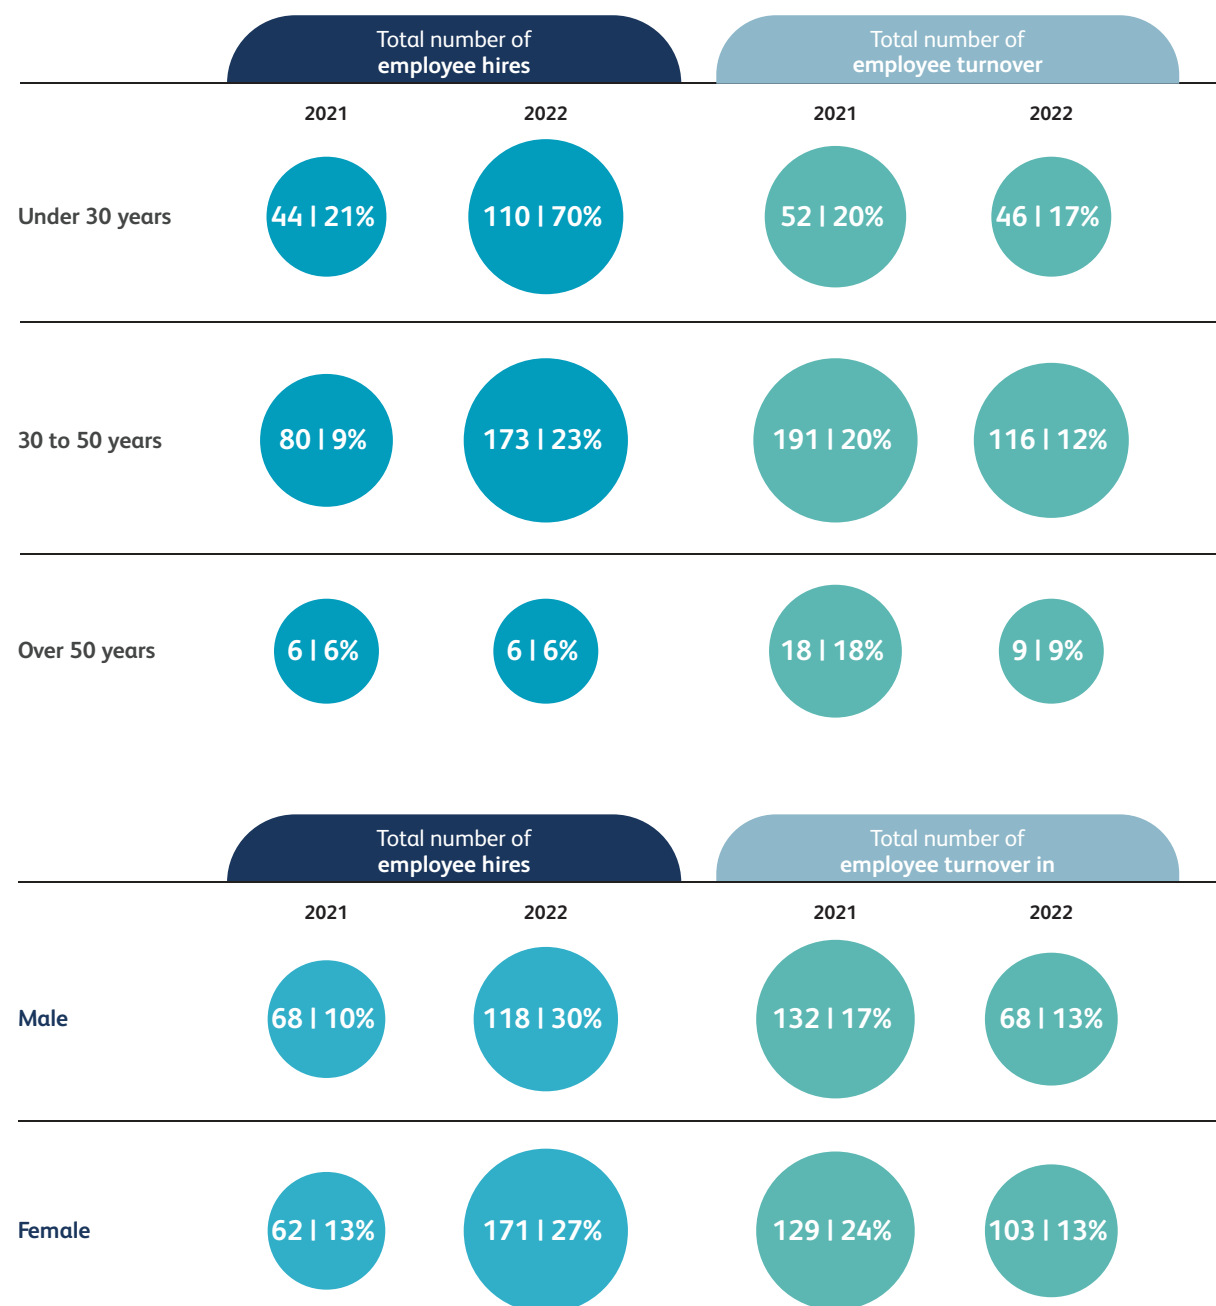 Total number of
employee hires
Total number of
employee turnover
2021 2022 2021 2022
Under 30 years 44 | 21% 110 | 70% 52 | 20% 46 | 17%
30 to 50 years 80 | 9% 173 | 23% 191 | 20% 116 | 12%
Over 50 years 6 | 6% 6 | 6% 18 | 18% 9 | 9%
Total number of
employee hires
Total number of
employee turnover in
2021 2022 2021 2022
Male 68 | 10% 118 | 30% 132 | 17% 68 | 13%
Female 62 | 13% 171 | 27% 129 | 24% 103 | 13%